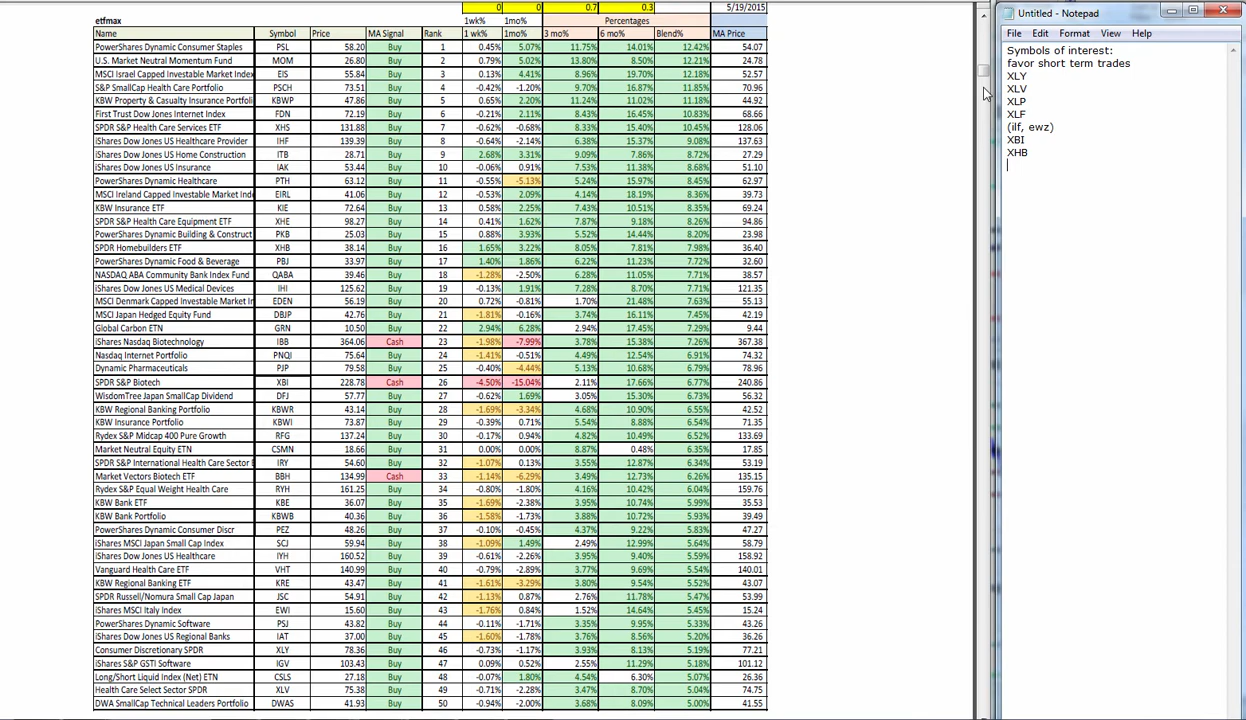 0 0 0.7 0.3 5/19/2015
etfmax 1wk% 1mo% Percentages
Name Symbol Price MA Signal Rank 1 wk% 1mo% 3 mo% 6 mo% Blend% MA Price
PowerShares Dynamic Consumer Staples PSL 58.20 Buy 1 0.45% 5.07% 11.75% 14.01% 12.42% 54.07
U.S. Market Neutral Momentum Fund MOM 26.80 Buy 2 0.79% 5.02% 13.80% 8.50% 12.21% 24.78
MSCI Israel Capped Investable Market Index EIS 55.84 Buy 3 0.13% 4.41% 8.96% 19.70% 12.18% 52.57
S&P SmallCap Health Care Portfolio PSCH 73.51 Buy 4 -0.42% -1.20% 9.70% 16.87% 11.85% 70.96
KBW Property & Casualty Insurance Portfoli KBWP 47.86 Buy 5 0.65% 2.20% 11.24% 11.02% 11.18% 44.92
First Trust Dow Jones Internet Index FDN 72.19 Buy 6 -0.21% 2.11% 8.43% 16.45% 10.83% 68.66
SPDR S&P Health Care Services ETF XHS 131.88 Buy 7 -0.62% -0.68% 8.33% 15.40% 10.45% 128.06
iShares Dow Jones US Healthcare Provider IHF 139.39 Buy 8 -0.64% -2.14% 6.38% 15.37% 9.08% 137.63
iShares Dow Jones US Home Construction ITB 28.71 Buy 9 2.68% 3.31% 9.09% 7.86% 8.72% 27.29
iShares Dow Jones US Insurance IAK 53.44 Buy 10 -0.06% 0.91% 7.53% 11.38% 8.68% 51.10
PowerShares Dynamic Healthcare PTH 63.12 Buy 11 -0.55% -5.13% 5.24% 15.97% 8.45% 62.97
MSCI Ireland Capped Investable Market Inde EIRL 41.06 Buy 12 -0.53% 2.09% 4.14% 18.19% 8.36% 39.73
KBW Insurance ETF KIE 72.64 Buy 13 0.58% 2.25% 7.43% 10.51% 8.35% 69.24
SPDR S&P Health Care Equipment ETF XHE 98.27 Buy 14 0.41% 1.62% 7.87% 9.18% 8.26% 94.86
PowerShares Dynamic Building & Construct PKB 25.03 Buy 15 0.88% 3.93% 5.52% 14.44% 8.20% 23.98
SPDR Homebuilders ETF XHB 38.14 Buy 16 1.65% 3.22% 8.05% 7.81% 7.98% 36.40
PowerShares Dynamic Food & Beverage PBJ 33.97 Buy 17 1.40% 1.86% 6.22% 11.23% 7.72% 32.60
NASDAQ ABA Community Bank Index Fund QABA 39.46 Buy 18 -1.28% -2.50% 6.28% 11.05% 7.71% 38.57
iShares Dow Jones US Medical Devices IHI 125.62 Buy 19 -0.13% 1.91% 7.28% 8.70% 7.71% 121.35
MSCI Denmark Capped Investable Market In EDEN 56.19 Buy 20 0.72% -0.81% 1.70% 21.48% 7.63% 55.13
MSCI Japan Hedged Equity Fund DBJP 42.76 Buy 21 -1.81% -0.16% 3.74% 16.11% 7.45% 42.19
Global Carbon ETN GRN 10.50 Buy 22 2.94% 6.28% 2.94% 17.45% 7.29% 9.44
iShares Nasdaq Biotechnology IBB 364.06 Cash 23 -1.98% -7.99% 3.78% 15.38% 7.26% 367.38
Nasdaq Internet Portfolio PNQI 75.64 Buy 24 -1.41% -0.51% 4.49% 12.54% 6.91% 74.32
Dynamic Pharmaceuticals PJP 79.58 Buy 25 -0.40% -4.44% 5.13% 10.68% 6.79% 78.96
SPDR S&P Biotech XBI 228.78 Cash 26 -4.50% -15.04% 2.11% 17.66% 6.77% 240.86
WisdomTree Japan SmallCap Dividend DFJ 57.77 Buy 27 -0.62% 1.69% 3.05% 15.30% 6.73% 56.32
KBW Regional Banking Portfolio KBWR 43.14 Buy 28 -1.69% -3.34% 4.68% 10.90% 6.55% 42.52
KBW Insurance Portfolio KBWI 73.87 Buy 29 -0.39% 0.71% 5.54% 8.88% 6.54% 71.35
Rydex S&P Midcap 400 Pure Growth RFG 137.24 Buy 30 -0.17% 0.94% 4.82% 10.49% 6.52% 133.69
Market Neutral Equity ETN CSMN 18.66 Buy 31 0.00% 0.00% 8.87% 0.48% 6.35% 17.85
SPDR S&P International Health Care Sector E IRY 54.60 Buy 32 -1.07% 0.13% 3.55% 12.87% 6.34% 53.19
Market Vectors Biotech ETF BBH 134.99 Cash 33 -1.14% -6.29% 3.49% 12.73% 6.26% 135.15
Rydex S&P Equal Weight Health Care RYH 161.25 Buy 34 -0.80% -1.80% 4.16% 10.42% 6.04% 159.76
KBW Bank ETF KBE 36.07 Buy 35 -1.69% -2.38% 3.95% 10.74% 5.99% 35.53
KBW Bank Portfolio KBWB 40.36 Buy 36 -1.58% -1.73% 3.88% 10.72% 5.93% 39.49
PowerShares Dynamic Consumer Discr PEZ 48.26 Buy 37 -0.10% -0.45% 4.37% 9.22% 5.83% 47.27
iShares MSCI Japan Small Cap Index SCJ 59.94 Buy 38 -1.09% 1.49% 2.49% 12.99% 5.64% 58.79
iShares Dow Jones US Healthcare IYH 160.52 Buy 39 -0.61% -2.26% 3.95% 9.40% 5.59% 158.92
Vanguard Health Care ETF VHT 140.99 Buy 40 -0.79% -2.89% 3.77% 9.69% 5.54% 140.01
KBW Regional Banking ETF KRE 43.47 Buy 41 -1.61% -3.29% 3.80% 9.54% 5.52% 43.07
SPDR Russell/Nomura Small Cap Japan JSC 54.91 Buy 42 -1.13% 0.87% 2.76% 11.78% 5.47% 53.99
iShares MSCI Italy Index EWI 15.60 Buy 43 -1.76% 0.84% 1.52% 14.64% 5.45% 15.24
PowerShares Dynamic Software PSJ 43.82 Buy 44 -0.11% -1.71% 3.35% 9.95% 5.33% 43.26
iShares Dow Jones US Regional Banks IAT 37.00 Buy 45 -1.60% -1.78% 3.76% 8.56% 5.20% 36.26
Consumer Discretionary SPDR XLY 78.36 Buy 46 -0.73% -1.17% 3.93% 8.13% 5.19% 77.21
iShares S&P GSTI Software IGV 103.43 Buy 47 0.09% 0.52% 2.55% 11.29% 5.18% 101.12
Long/Short Liquid Index (Net) ETN CSLS 27.18 Buy 48 -0.07% 1.80% 4.54% 6.30% 5.07% 26.36
Health Care Select Sector SPDR XLV 75.38 Buy 49 -0.71% -2.28% 3.47% 8.70% 5.04% 74.75
DWA SmallCap Technical Leaders Portfolio DWAS 41.93 Buy 50 -0.94% -2.00% 3.68% 8.09% 5.00% 41.55
Untitled - Notepad
File Edit Format View Help
Symbols of interest:
favor short term trades
XLY
XLV
XLP
XLF
(ilf, ewz)
XBI
XHB